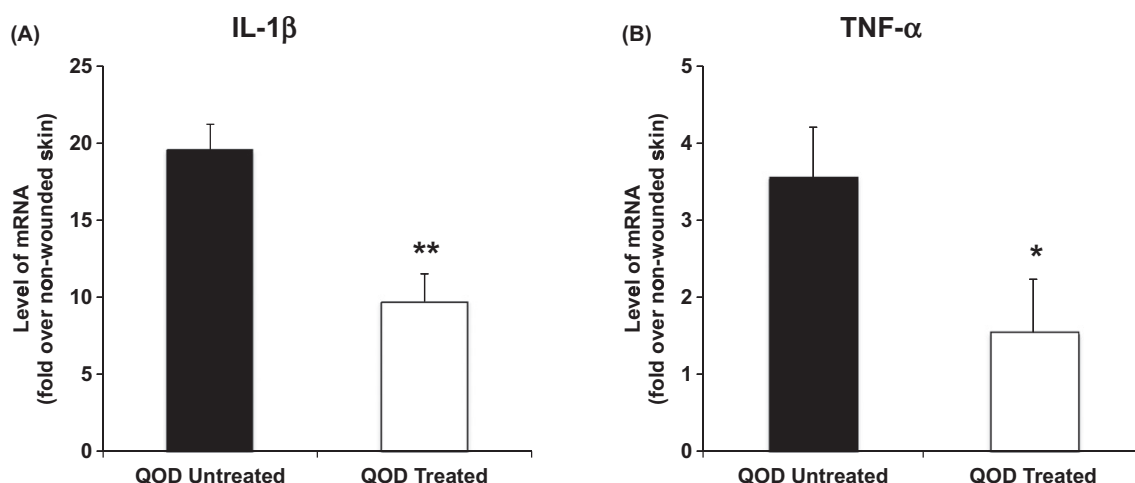 (A)
IL-1β
Level of mRNA
(fold over non-wounded skin)
25
20
15
10
5
0
**
QOD Untreated
QOD Treated
(B)
TNF-α
Level of mRNA
(fold over non-wounded skin)
5
4
3
2
1
0
*
QOD Untreated
QOD Treated